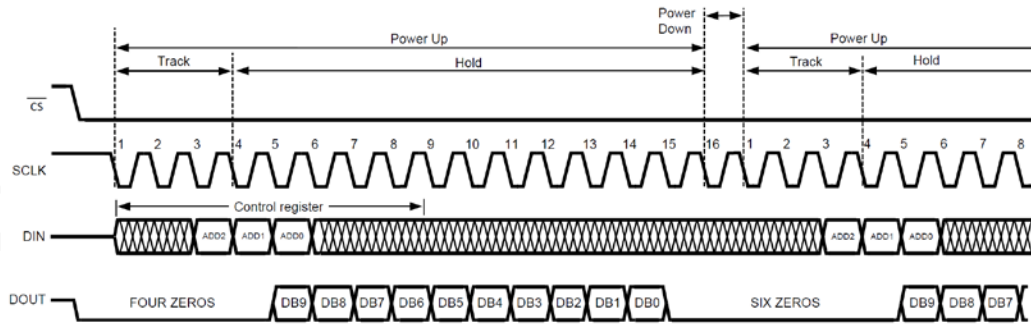 Power
Down
Power Up Power Up
Track Hold Track Hold
CS
1 2 3 4 5 6 7 8 9 10 11 12 13 14 15 16 1 2 3 4 5 6 7 8
SCLK
Control register
DIN ADD2 ADD1 ADD0 ADD2 ADD1 ADD0
DOUT FOUR ZEROS DB9 DB8 DB7 DB6 DB5 DB4 DB3 DB2 DB1 DB0 SIX ZEROS DB9 DB8 DB7